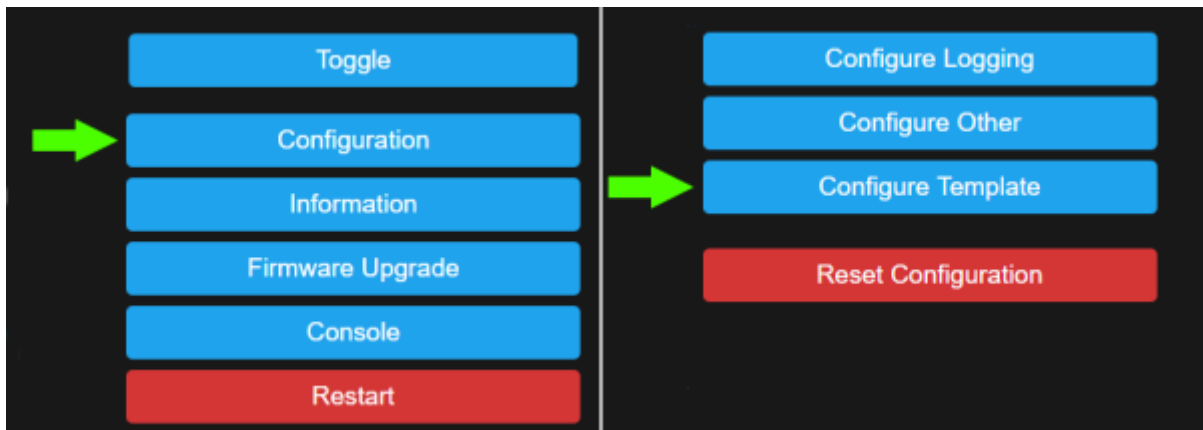 Toggle
Configuration
Information
Firmware Upgrade
Console
Restart
Configure Logging
Configure Other
Configure Template
Reset Configuration